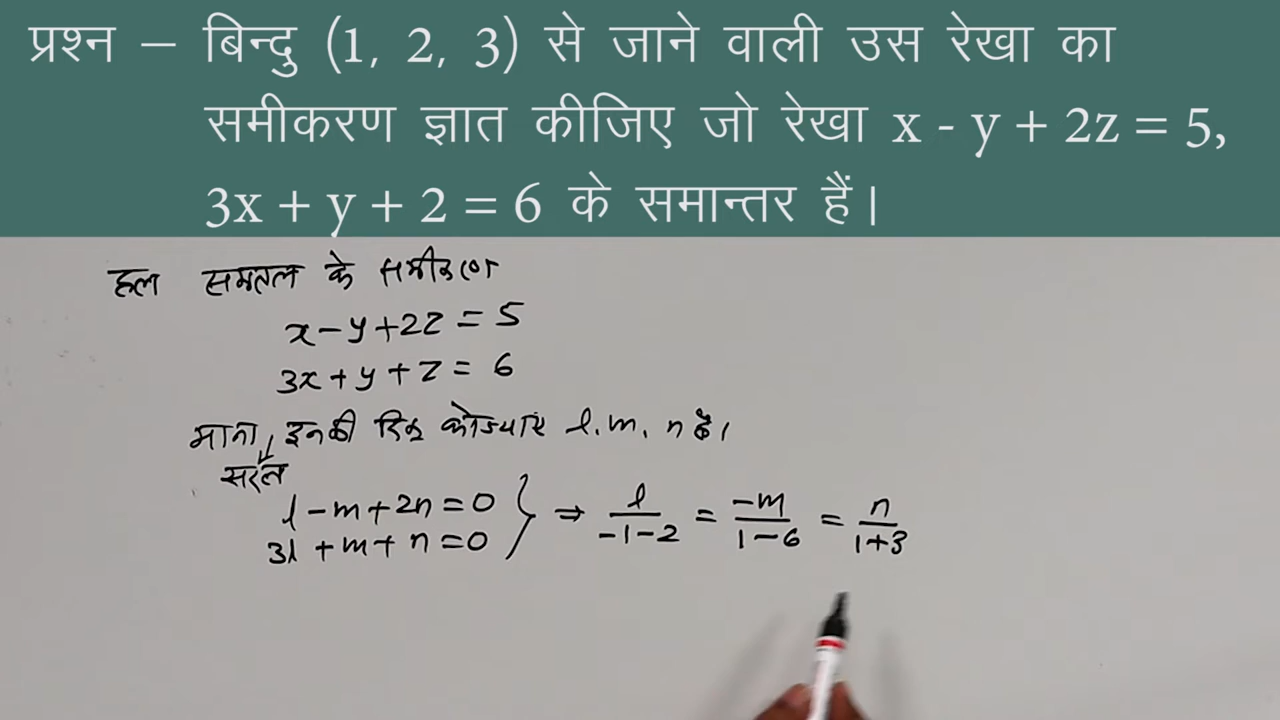 प्रश्न – बिन्दु (1, 2, 3) से जाने वाली उस रेखा का
समीकरण ज्ञात कीजिए जो रेखा x - y + 2z = 5,
3x + y + 2 = 6 के समान्तर हैं।
हल समतल के समीकरण
x - y + 2z = 5
3x + y + z = 6
माना, इनकी दिक् कोज्याएं l, m, n है।
सरल
l - m + 2n = 0 } ⇒ l/(-1-2) = -m/(1-6) = n/(1+3)
3l + m + n = 0